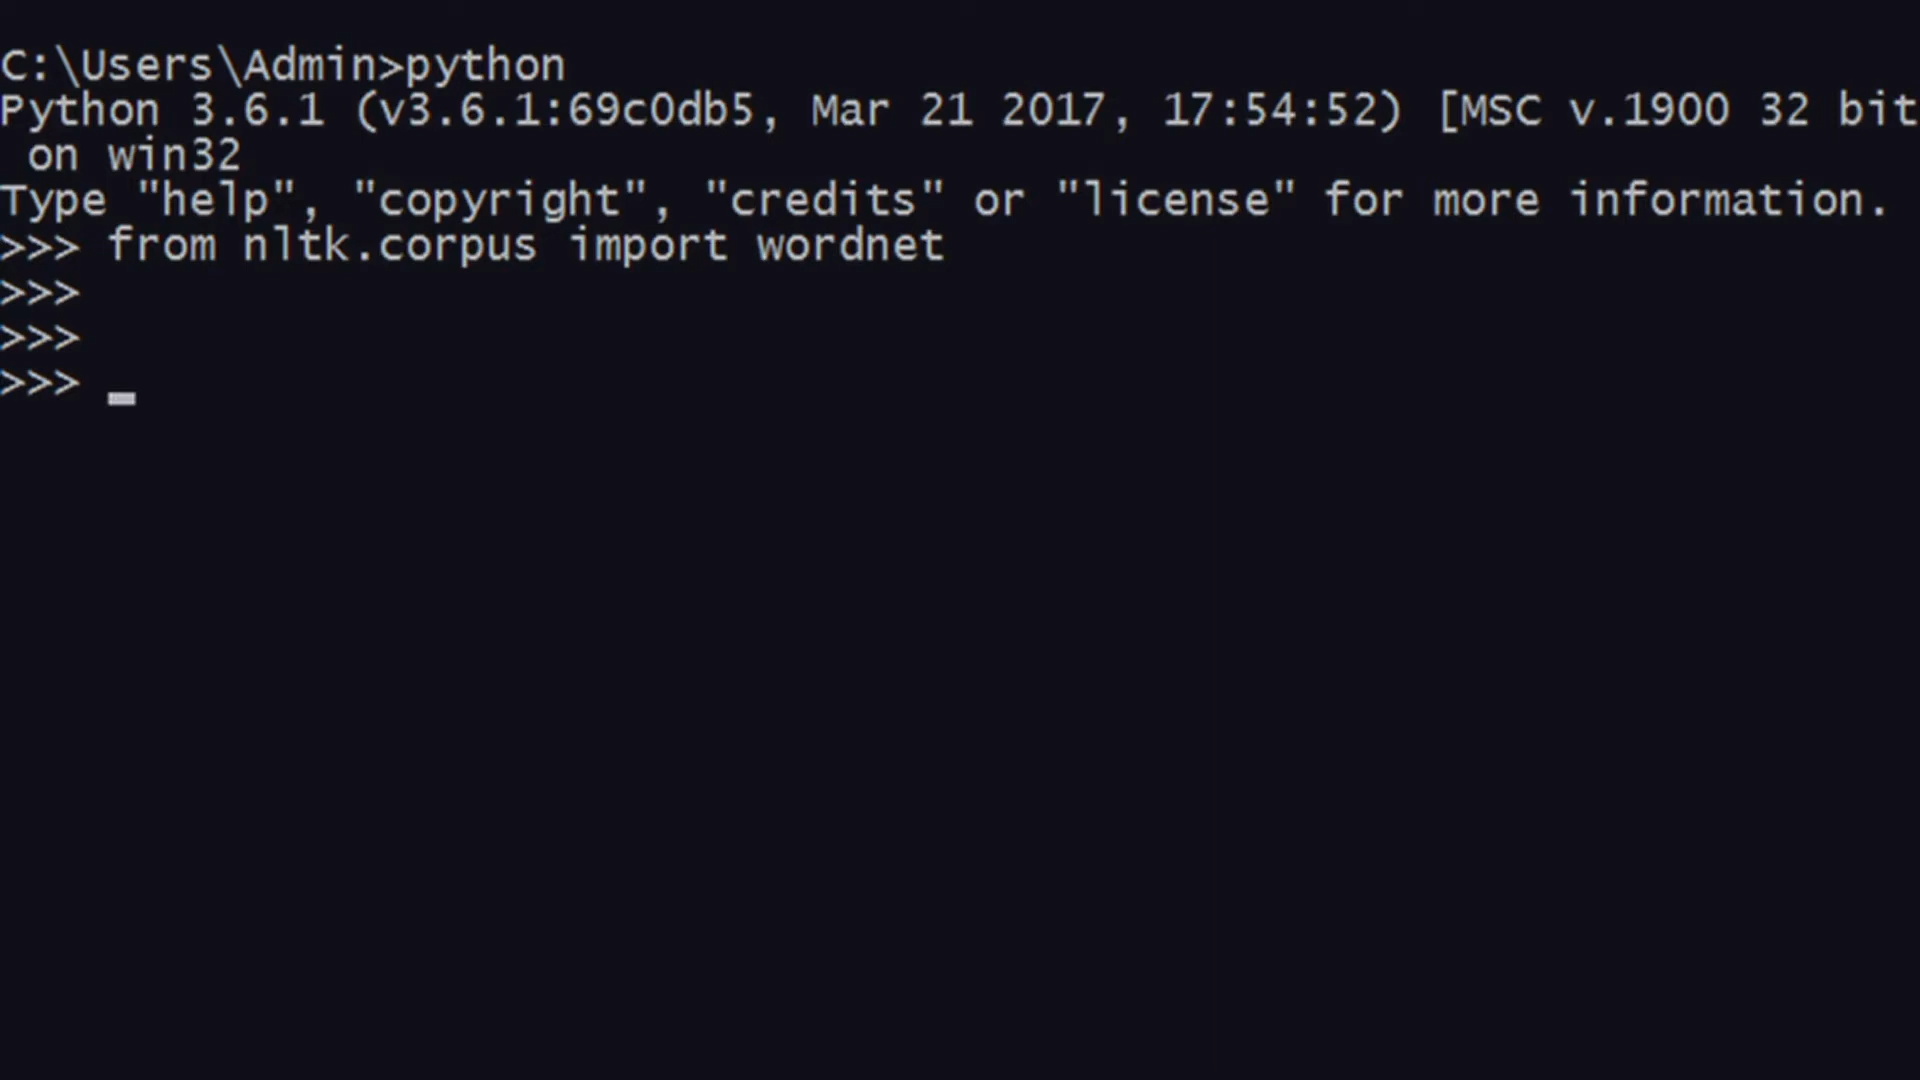 C:\Users\Admin>python
Python 3.6.1 (v3.6.1:69c0db5, Mar 21 2017, 17:54:52) [MSC v.1900 32 bit
 on win32
Type "help", "copyright", "credits" or "license" for more information.
>>> from nltk.corpus import wordnet
>>>
>>>
>>>